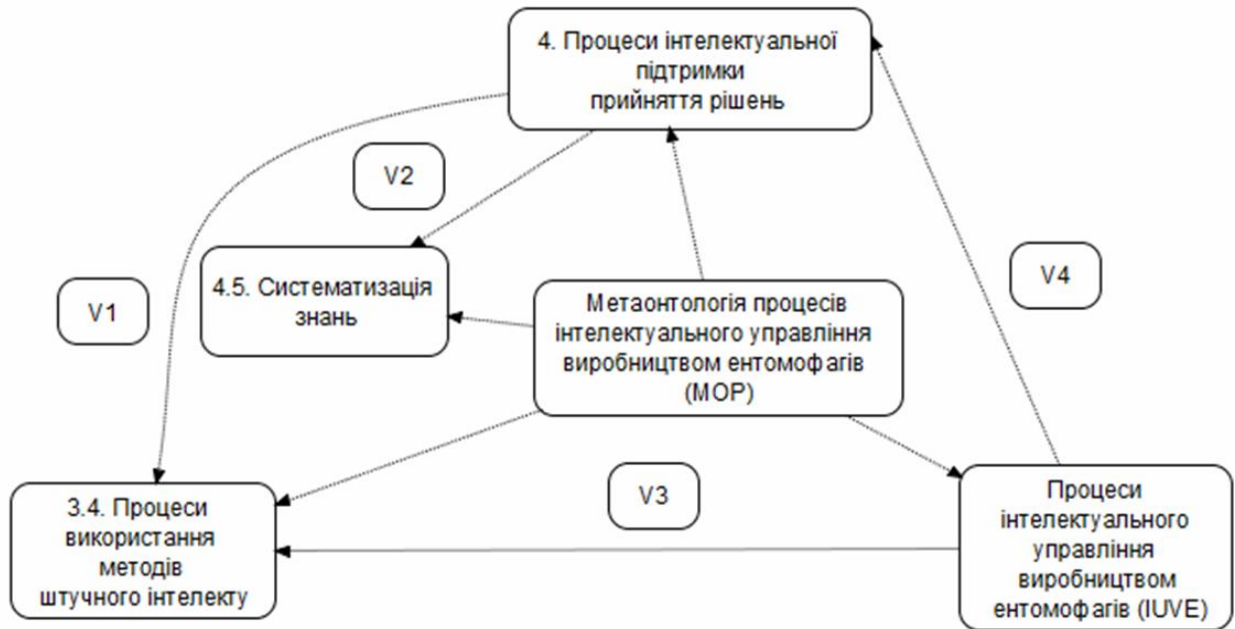 4. Процеси інтелектуальної
підтримки
прийняття рішень
V2
4.5. Систематизація
знань
V1
Метаонтологія процесів
інтелектуального управління
виробництвом ентомофагів
(МОР)
V4
3.4. Процеси
використання
методів
штучного інтелекту
V3
Процеси
інтелектуального
управління
виробництвом
ентомофагів (IUVE)